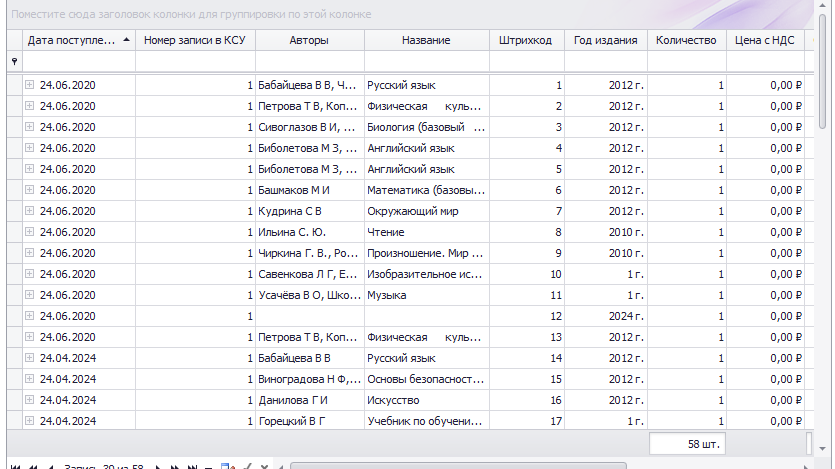 Поместите сюда заголовок колонки для группировки по этой колонке
Дата поступле... Номер записи в КСУ Авторы Название Штрихкод Год издания Количество Цена с НДС
24.06.2020 1 Бабайцева В В, Ч... Русский язык 1 2012 г. 1 0,00 ₽
24.06.2020 1 Петрова Т В, Коп... Физическая куль... 2 2012 г. 1 0,00 ₽
24.06.2020 1 Сивоглазов В И, ... Биология (базовый ... 3 2012 г. 1 0,00 ₽
24.06.2020 1 Биболетова М З, ... Английский язык 4 2012 г. 1 0,00 ₽
24.06.2020 1 Биболетова М З, ... Английский язык 5 2012 г. 1 0,00 ₽
24.06.2020 1 Башмаков М И Математика (базовы... 6 2012 г. 1 0,00 ₽
24.06.2020 1 Кудрина С В Окружающий мир 7 2012 г. 1 0,00 ₽
24.06.2020 1 Ильина С. Ю. Чтение 8 2010 г. 1 0,00 ₽
24.06.2020 1 Чиркина Г. В., Ро... Произношение. Мир ... 9 2010 г. 1 0,00 ₽
24.06.2020 1 Савенкова Л Г, Е... Изобразительное ис... 10 1 г. 1 0,00 ₽
24.06.2020 1 Усачёва В О, Шко... Музыка 11 1 г. 1 0,00 ₽
24.06.2020 1 12 2024 г. 1 0,00 ₽
24.06.2020 1 Петрова Т В, Коп... Физическая куль... 13 2012 г. 1 0,00 ₽
24.04.2024 1 Бабайцева В В Русский язык 14 2012 г. 1 0,00 ₽
24.04.2024 1 Виноградова Н Ф, ... Основы безопасност... 15 2012 г. 1 0,00 ₽
24.04.2024 1 Данилова Г И Искусство 16 2012 г. 1 0,00 ₽
24.04.2024 1 Горецкий В Г Учебник по обучени... 17 1 г. 1 0,00 ₽
58 шт.
Запись 30 из 58